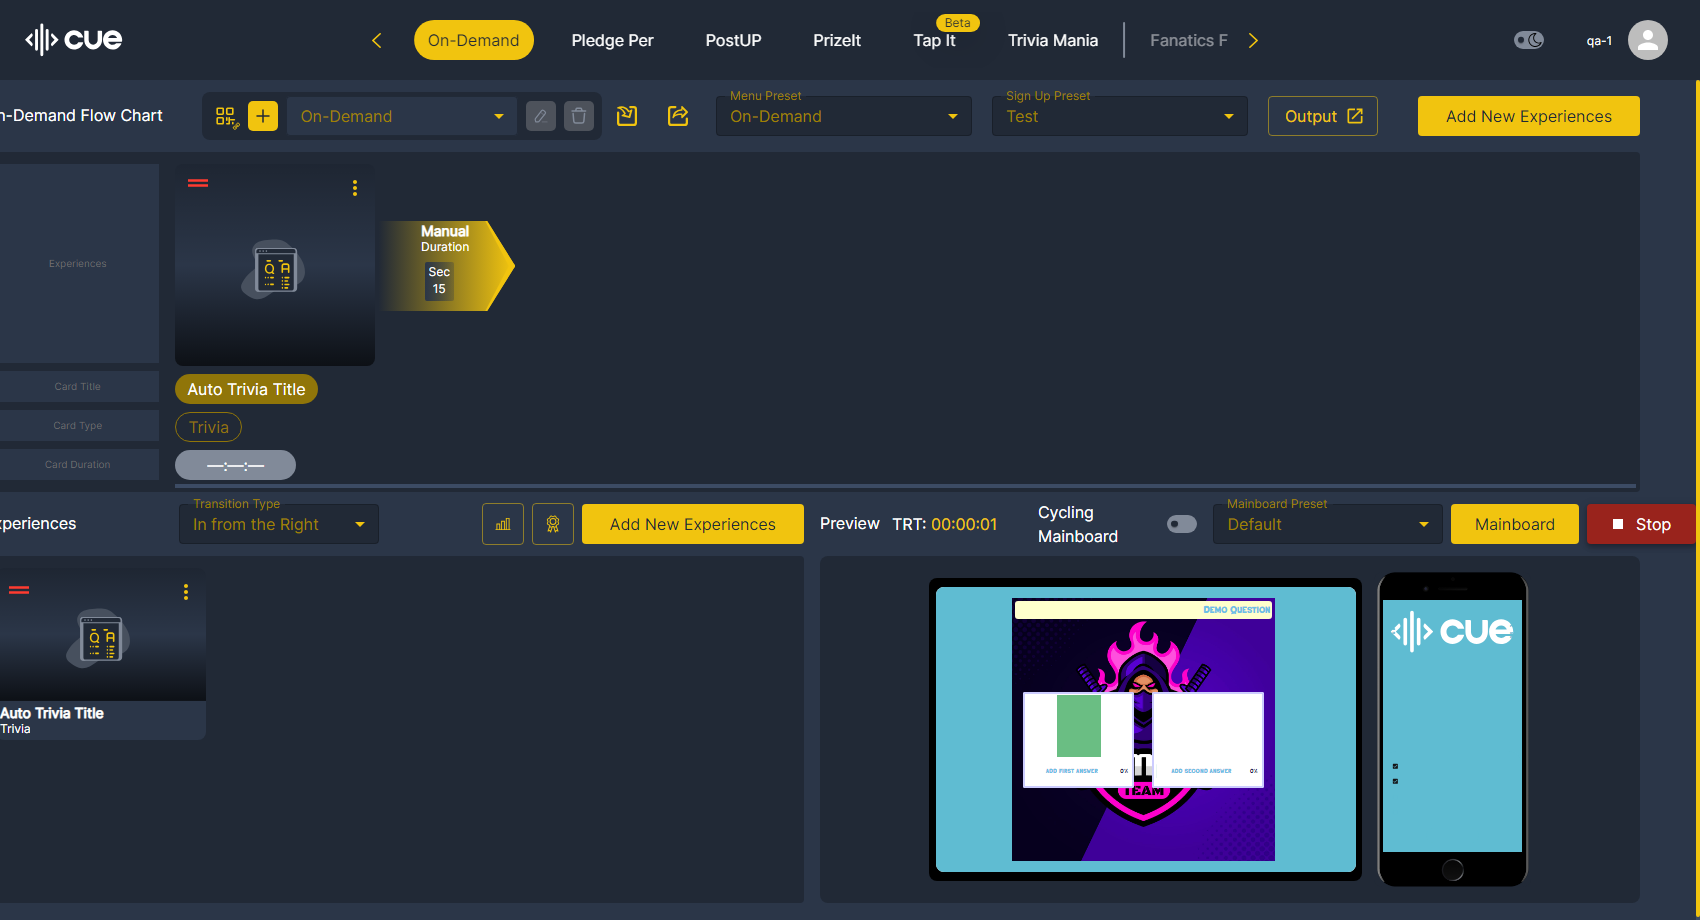 cue
On-Demand
Pledge Per
PostUP
PrizeIt
Beta
Tap It
Trivia Mania
Fanatics F
qa-1
n-Demand Flow Chart
On-Demand
Menu Preset
On-Demand
Sign Up Preset
Test
Output
Add New Experiences
Experiences
Manual
Duration
Sec
15
Card Title
Auto Trivia Title
Card Type
Trivia
Card Duration
—:—:—
xperiences
Transition Type
In from the Right
Add New Experiences
Preview
TRT: 00:00:01
Cycling
Mainboard
Mainboard Preset
Default
Mainboard
Stop
Q A
Auto Trivia Title
Trivia
Demo Question
ADD FIRST ANSWER
0%
ADD SECOND ANSWER
0%
TEAM
cue